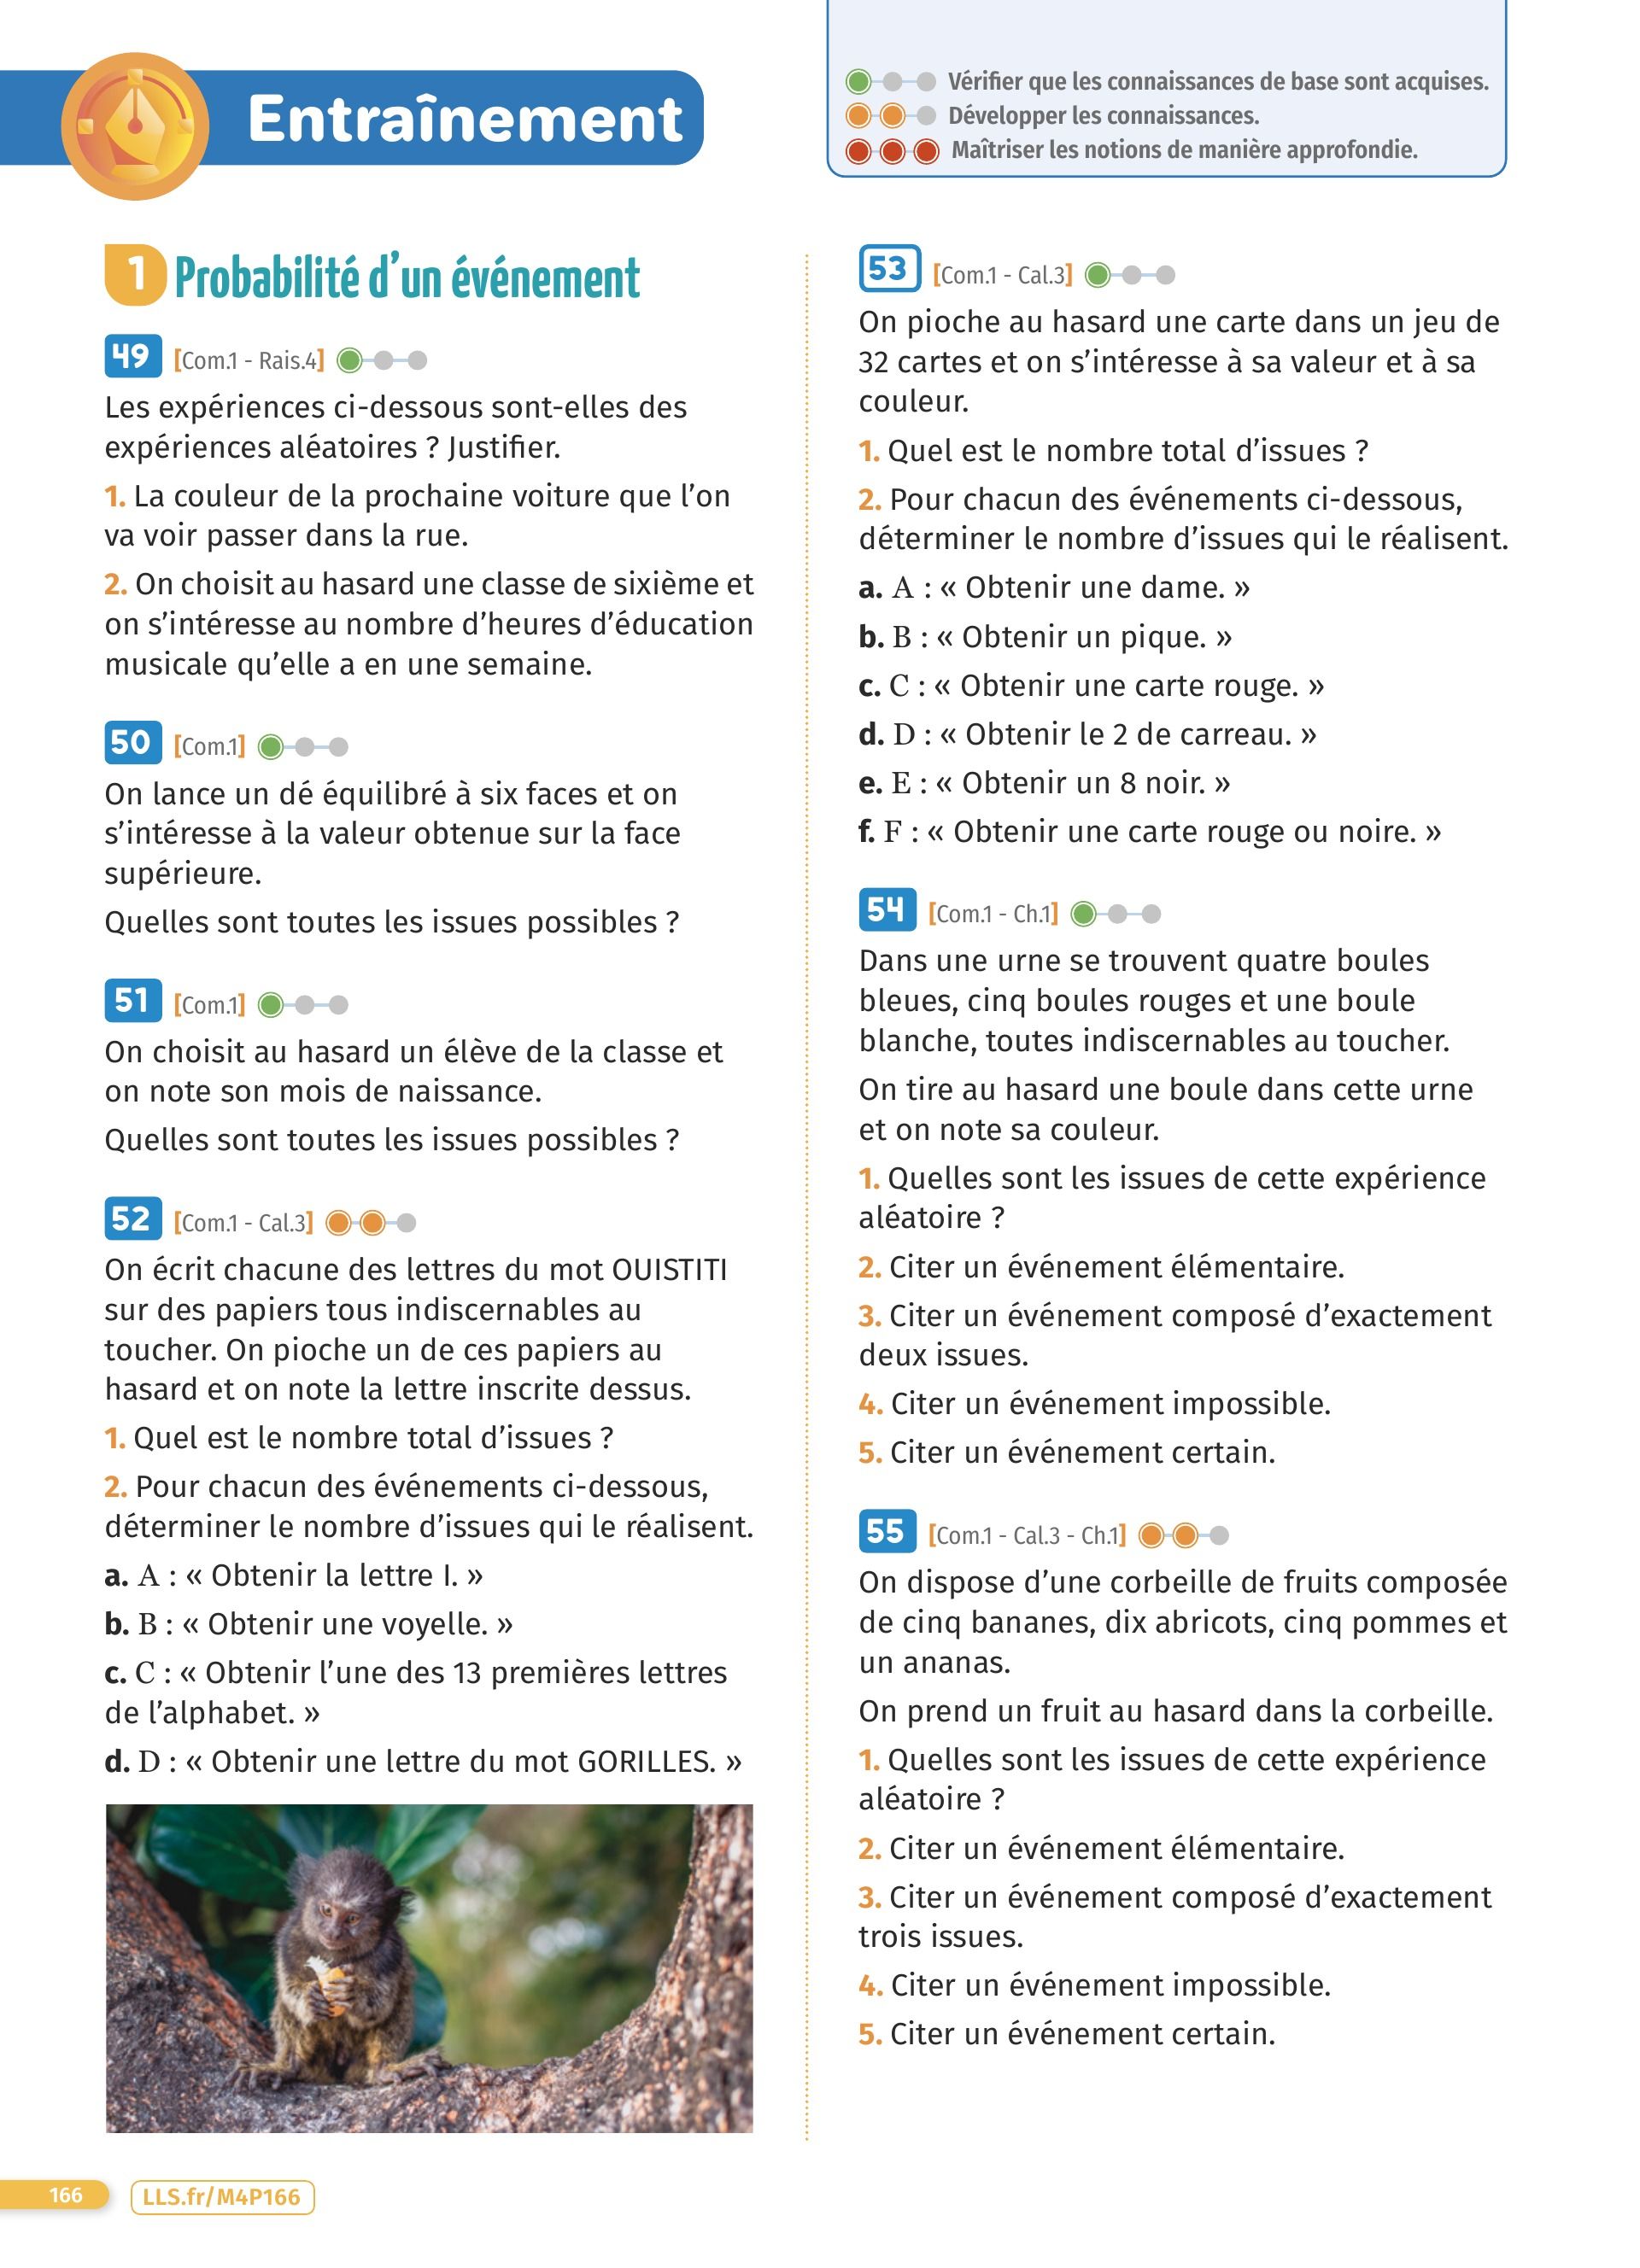 Entraînement
Vérifier que les connaissances de base sont acquises.
Développer les connaissances.
Maîtriser les notions de manière approfondie.
1 Probabilité d’un événement
49 [Com.1 - Rais.4]
Les expériences ci-dessous sont-elles des
expériences aléatoires ? Justifier.
1. La couleur de la prochaine voiture que l’on
va voir passer dans la rue.
2. On choisit au hasard une classe de sixième et
on s’intéresse au nombre d’heures d’éducation
musicale qu’elle a en une semaine.
50 [Com.1]
On lance un dé équilibré à six faces et on
s’intéresse à la valeur obtenue sur la face
supérieure.
Quelles sont toutes les issues possibles ?
51 [Com.1]
On choisit au hasard un élève de la classe et
on note son mois de naissance.
Quelles sont toutes les issues possibles ?
52 [Com.1 - Cal.3]
On écrit chacune des lettres du mot OUISTITI
sur des papiers tous indiscernables au
toucher. On pioche un de ces papiers au
hasard et on note la lettre inscrite dessus.
1. Quel est le nombre total d’issues ?
2. Pour chacun des événements ci-dessous,
déterminer le nombre d’issues qui le réalisent.
a. A : « Obtenir la lettre I. »
b. B : « Obtenir une voyelle. »
c. C : « Obtenir l’une des 13 premières lettres
de l’alphabet. »
d. D : « Obtenir une lettre du mot GORILLES. »
53 [Com.1 - Cal.3]
On pioche au hasard une carte dans un jeu de
32 cartes et on s’intéresse à sa valeur et à sa
couleur.
1. Quel est le nombre total d’issues ?
2. Pour chacun des événements ci-dessous,
déterminer le nombre d’issues qui le réalisent.
a. A : « Obtenir une dame. »
b. B : « Obtenir un pique. »
c. C : « Obtenir une carte rouge. »
d. D : « Obtenir le 2 de carreau. »
e. E : « Obtenir un 8 noir. »
f. F : « Obtenir une carte rouge ou noire. »
54 [Com.1 - Ch.1]
Dans une urne se trouvent quatre boules
bleues, cinq boules rouges et une boule
blanche, toutes indiscernables au toucher.
On tire au hasard une boule dans cette urne
et on note sa couleur.
1. Quelles sont les issues de cette expérience
aléatoire ?
2. Citer un événement élémentaire.
3. Citer un événement composé d’exactement
deux issues.
4. Citer un événement impossible.
5. Citer un événement certain.
55 [Com.1 - Cal.3 - Ch.1]
On dispose d’une corbeille de fruits composée
de cinq bananes, dix abricots, cinq pommes et
un ananas.
On prend un fruit au hasard dans la corbeille.
1. Quelles sont les issues de cette expérience
aléatoire ?
2. Citer un événement élémentaire.
3. Citer un événement composé d’exactement
trois issues.
4. Citer un événement impossible.
5. Citer un événement certain.
166
LLS.fr/M4P166